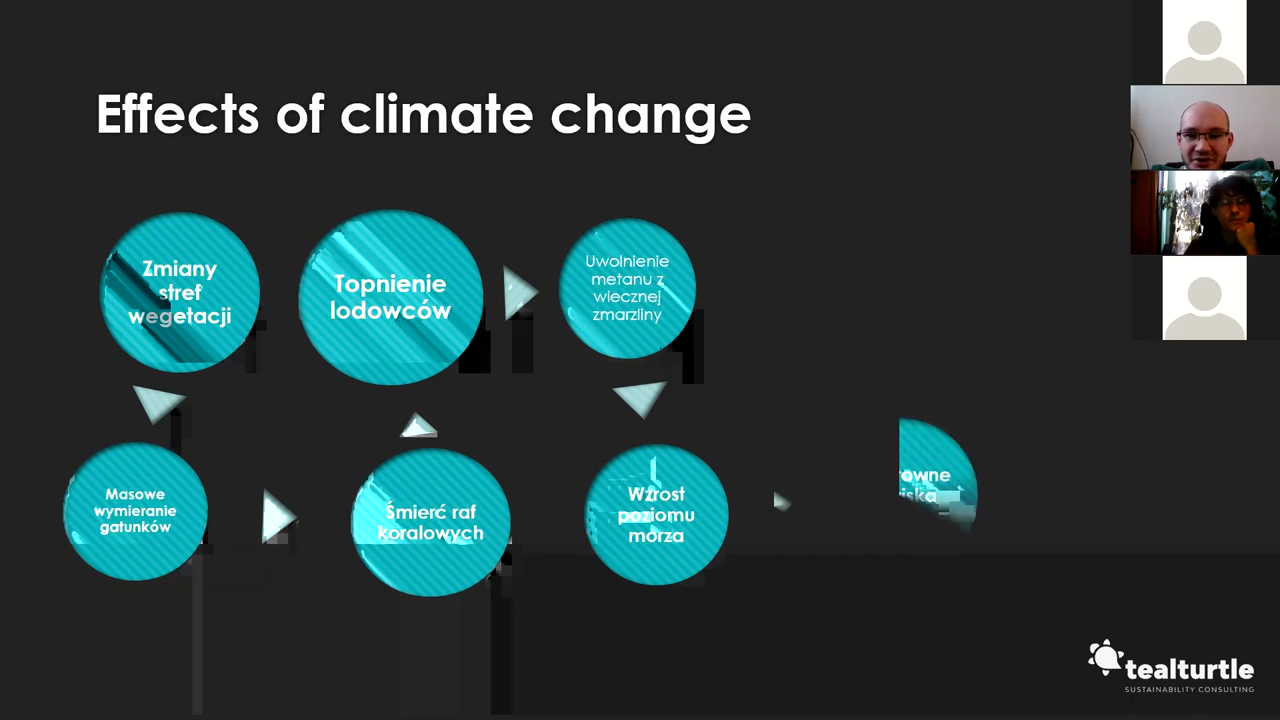 Effects of climate change
Zmiany
stref
wegetacji
Topnienie
lodowców
Uwolnienie
metanu z
wiecznej
zmarzliny
Masowe
wymieranie
gatunków
Śmierć raf
koralowych
Wzrost
poziomu
morza
tealturtle
SUSTAINABILITY CONSULTING